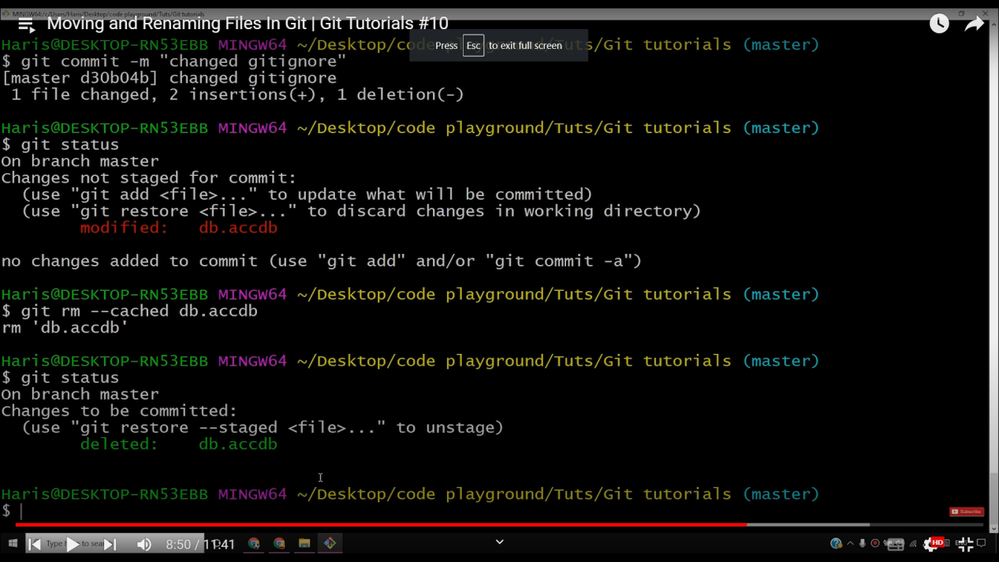 MINGW64:/c/Users/Haris/Desktop/code playground/Tuts/Git tutorials
Moving and Renaming Files In Git | Git Tutorials #10
Haris@DESKTOP-RN53EBB MINGW64 ~/Desktop/code playground/Tuts/Git tutorials (master)
Press Esc to exit full screen
$ git commit -m "changed gitignore"
[master d30b04b] changed gitignore
 1 file changed, 2 insertions(+), 1 deletion(-)
Haris@DESKTOP-RN53EBB MINGW64 ~/Desktop/code playground/Tuts/Git tutorials (master)
$ git status
On branch master
Changes not staged for commit:
  (use "git add <file>..." to update what will be committed)
  (use "git restore <file>..." to discard changes in working directory)
        modified:   db.accdb
no changes added to commit (use "git add" and/or "git commit -a")
Haris@DESKTOP-RN53EBB MINGW64 ~/Desktop/code playground/Tuts/Git tutorials (master)
$ git rm --cached db.accdb
rm 'db.accdb'
Haris@DESKTOP-RN53EBB MINGW64 ~/Desktop/code playground/Tuts/Git tutorials (master)
$ git status
On branch master
Changes to be committed:
  (use "git restore --staged <file>..." to unstage)
        deleted:    db.accdb
Haris@DESKTOP-RN53EBB MINGW64 ~/Desktop/code playground/Tuts/Git tutorials (master)
$
Subscribe
Type here to sear
8:50 / 11:41
HD